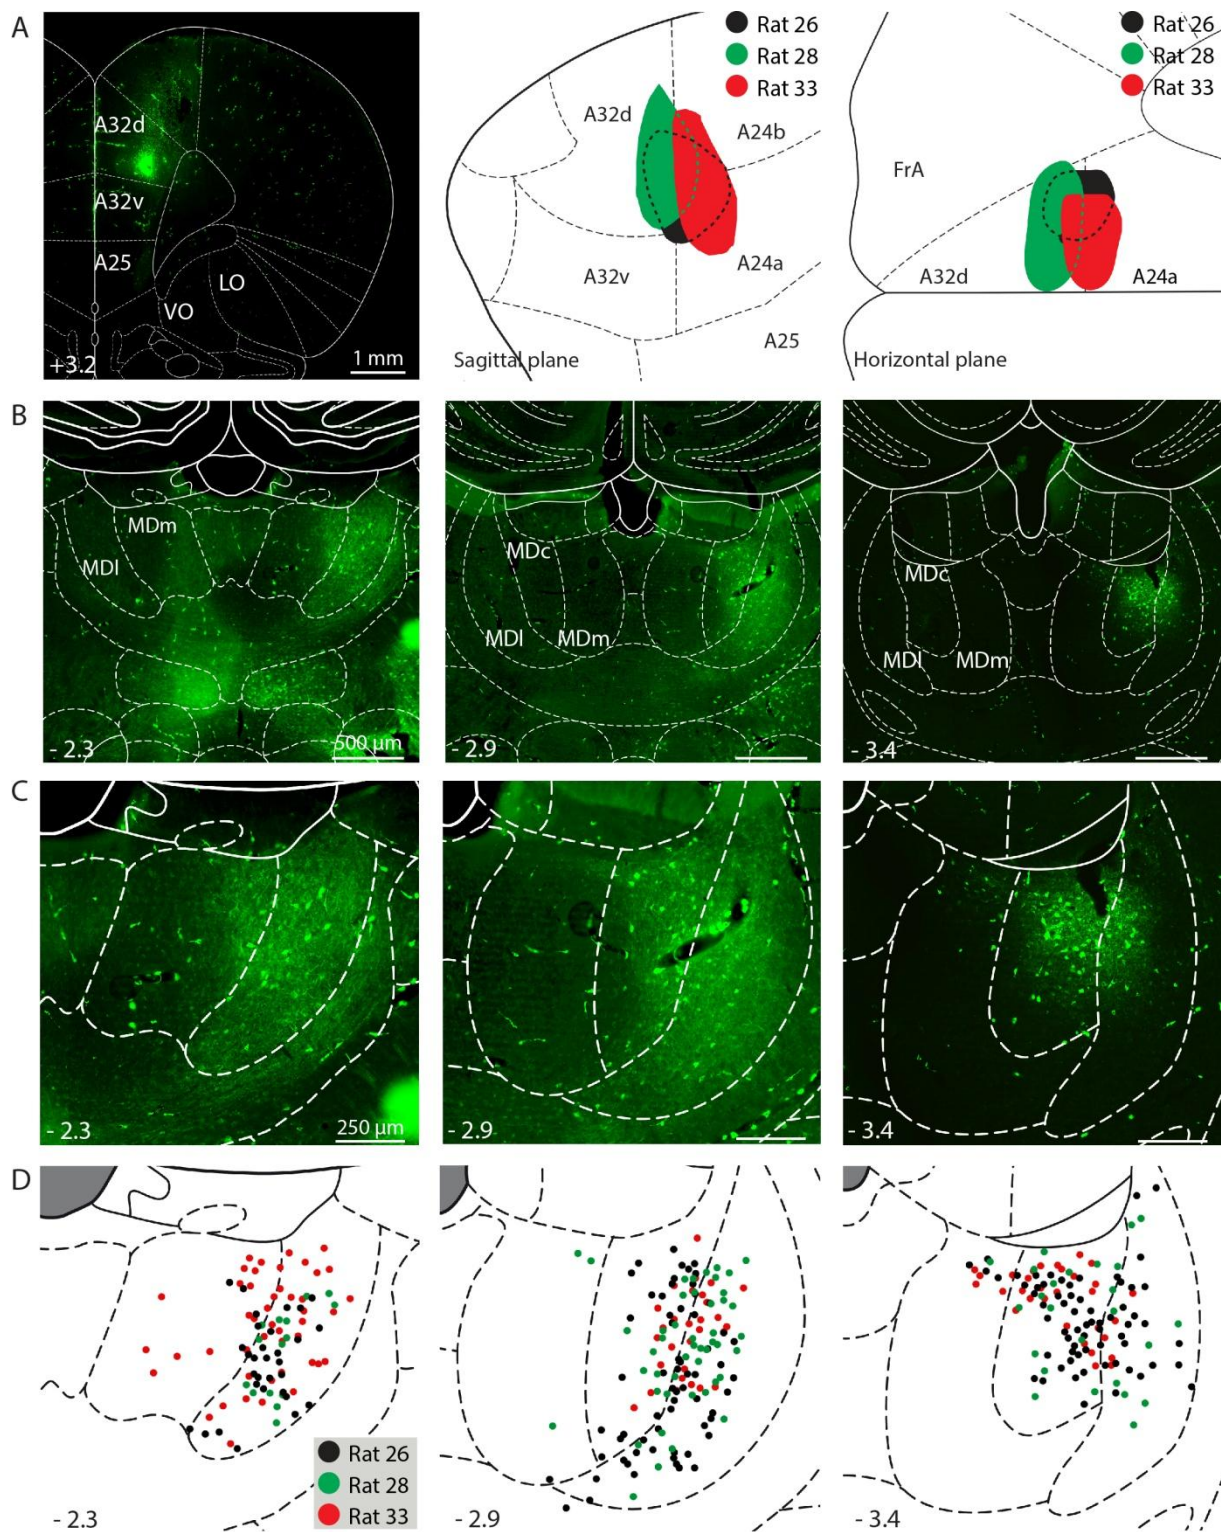 A
A32d
A32v
A25
LO
VO
+3.2
1 mm
Rat 26
Rat 28
Rat 33
A32d
A24b
A32v
A24a
A25
Sagittal plane
Rat 26
Rat 28
Rat 33
FrA
A32d
A24a
Horizontal plane
B
MDm
MDl
- 2.3
500 µm
MDc
MDl
MDm
- 2.9
MDc
MDl
MDm
- 3.4
C
- 2.3
250 µm
- 2.9
- 3.4
D
Rat 26
Rat 28
Rat 33
- 2.3
- 2.9
- 3.4